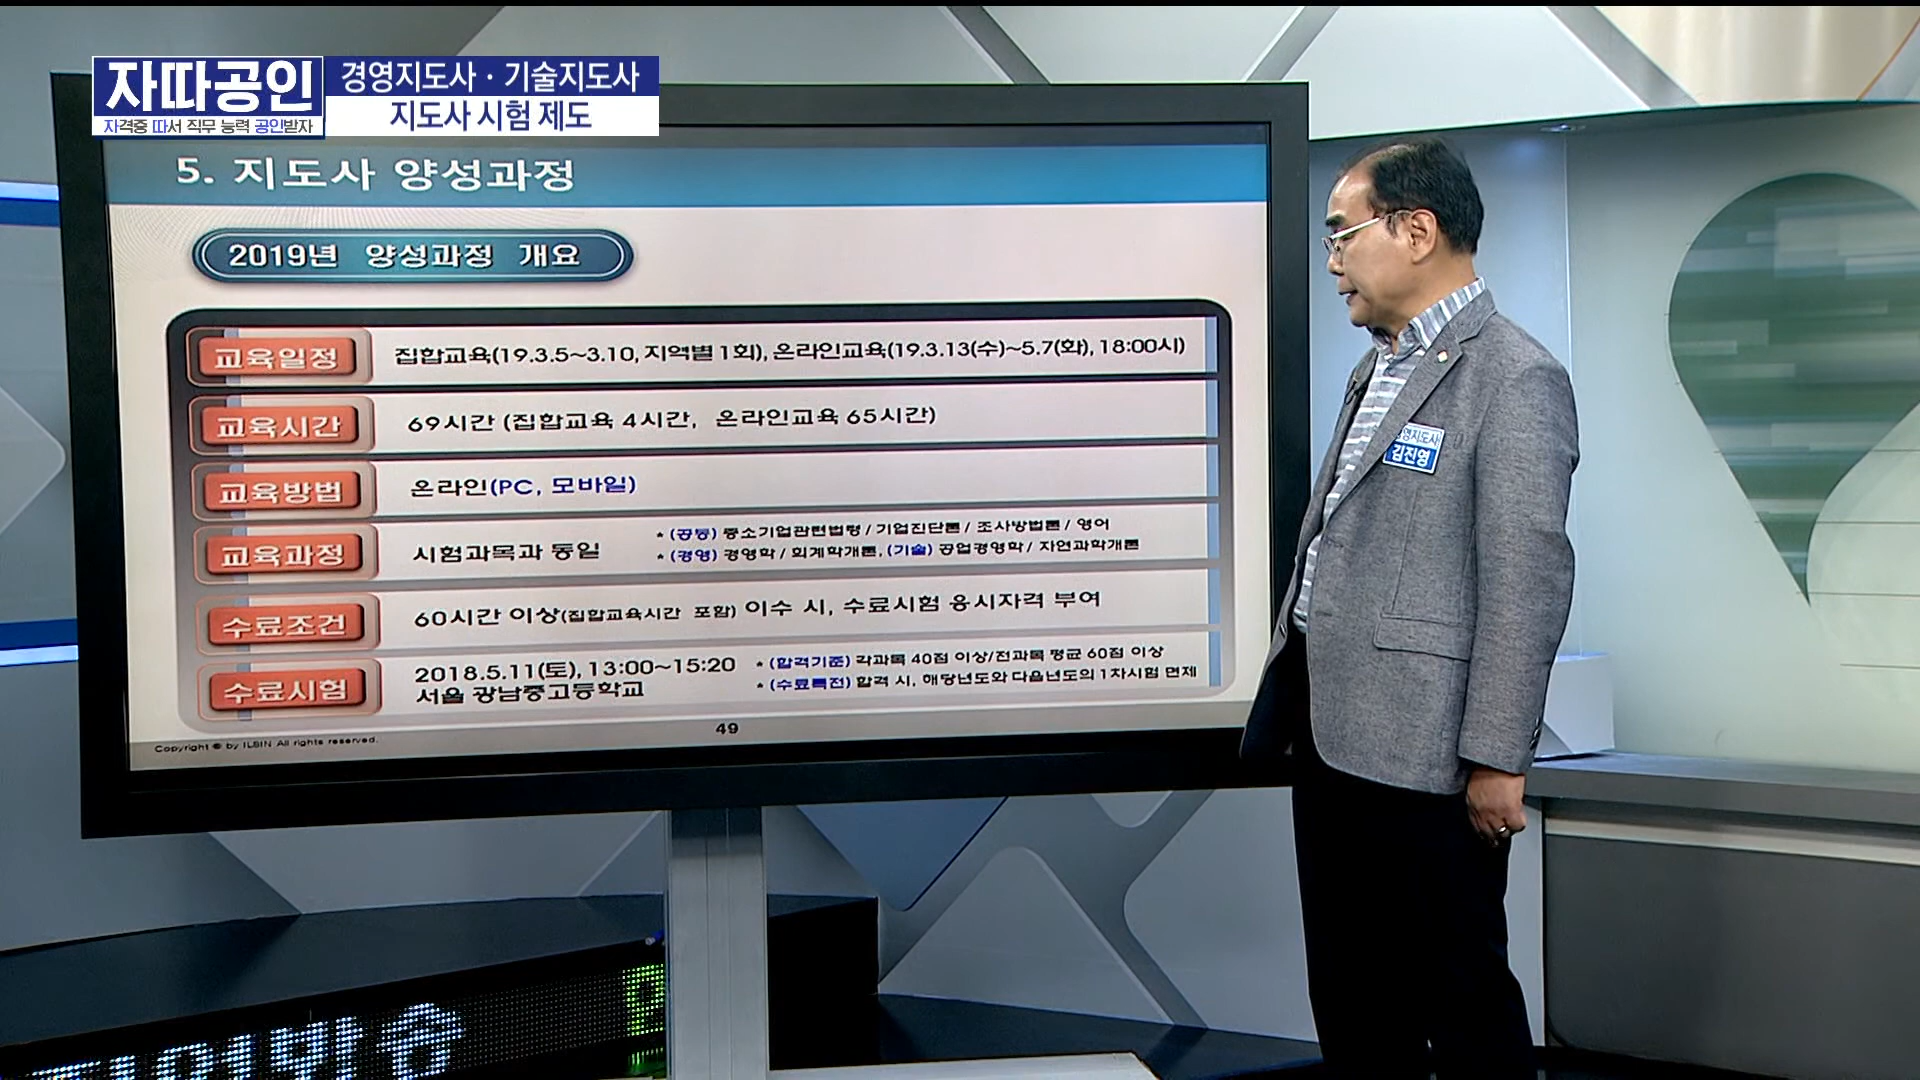 자따공인
자격증 따서 직무 능력 공인받자
경영지도사 · 기술지도사
지도사 시험 제도
5. 지도사 양성과정
2019년 양성과정 개요
교육일정
집합교육(19.3.5~3.10, 지역별 1회), 온라인교육(19.3.13(수)~5.7(화), 18:00시)
교육시간
69시간 (집합교육 4시간, 온라인교육 65시간)
교육방법
온라인(PC, 모바일)
교육과정
시험과목과 동일
* (공통) 중소기업관련법령 / 기업진단론 / 조사방법론 / 영어
* (경영) 경영학 / 회계학개론, (기술) 공업경영학 / 자연과학개론
수료조건
60시간 이상(집합교육시간 포함) 이수 시, 수료시험 응시자격 부여
수료시험
2018.5.11(토), 13:00~15:20
서울 광남중고등학교
* (합격기준) 각과목 40점 이상/전과목 평균 60점 이상
* (수료특전) 합격 시, 해당년도와 다음년도의 1차시험 면제
49
Copyright © by ILBIN All rights reserved.
경영지도사
김진영